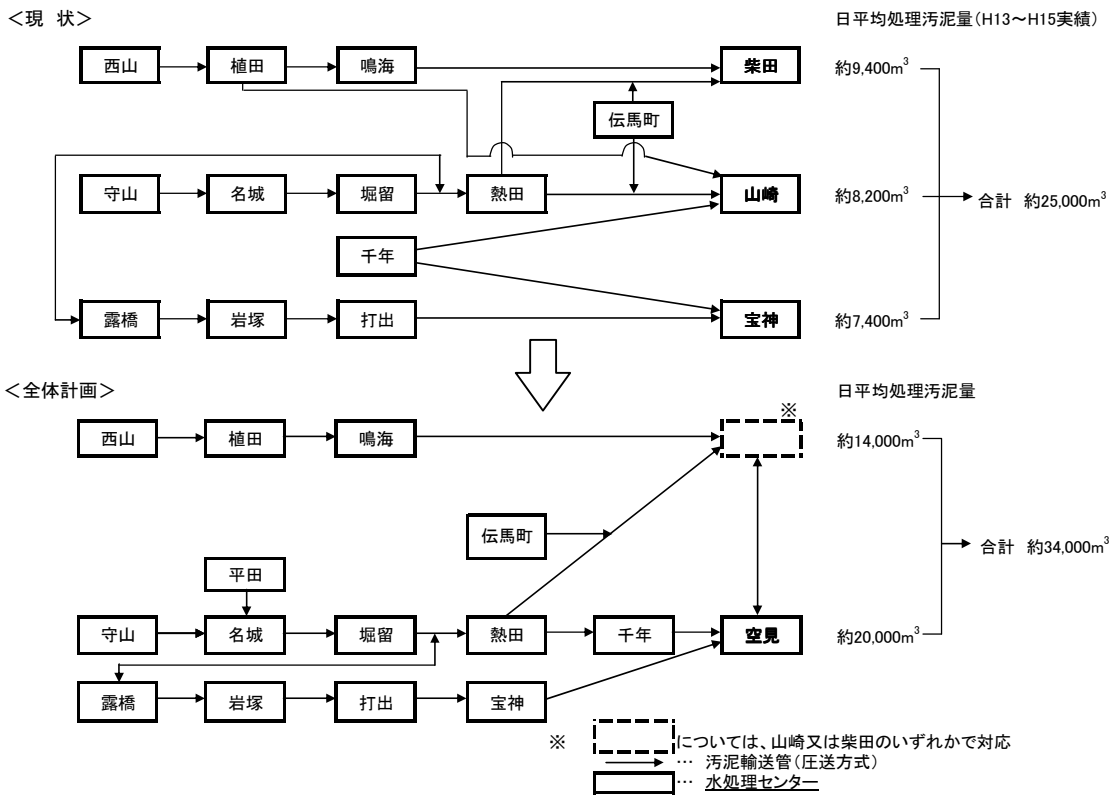 ＜現　状＞
日平均処理汚泥量（H13～H15実績）
西山
植田
鳴海
柴田
約9,400m³
伝馬町
守山
名城
堀留
熱田
山崎
約8,200m³
合計　約25,000m³
千年
露橋
岩塚
打出
宝神
約7,400m³
＜全体計画＞
日平均処理汚泥量
※
西山
植田
鳴海
約14,000m³
伝馬町
合計　約34,000m³
平田
守山
名城
堀留
熱田
千年
空見
約20,000m³
露橋
岩塚
打出
宝神
※　については、山崎又は柴田のいずれかで対応
… 汚泥輸送管（圧送方式）
… 水処理センター